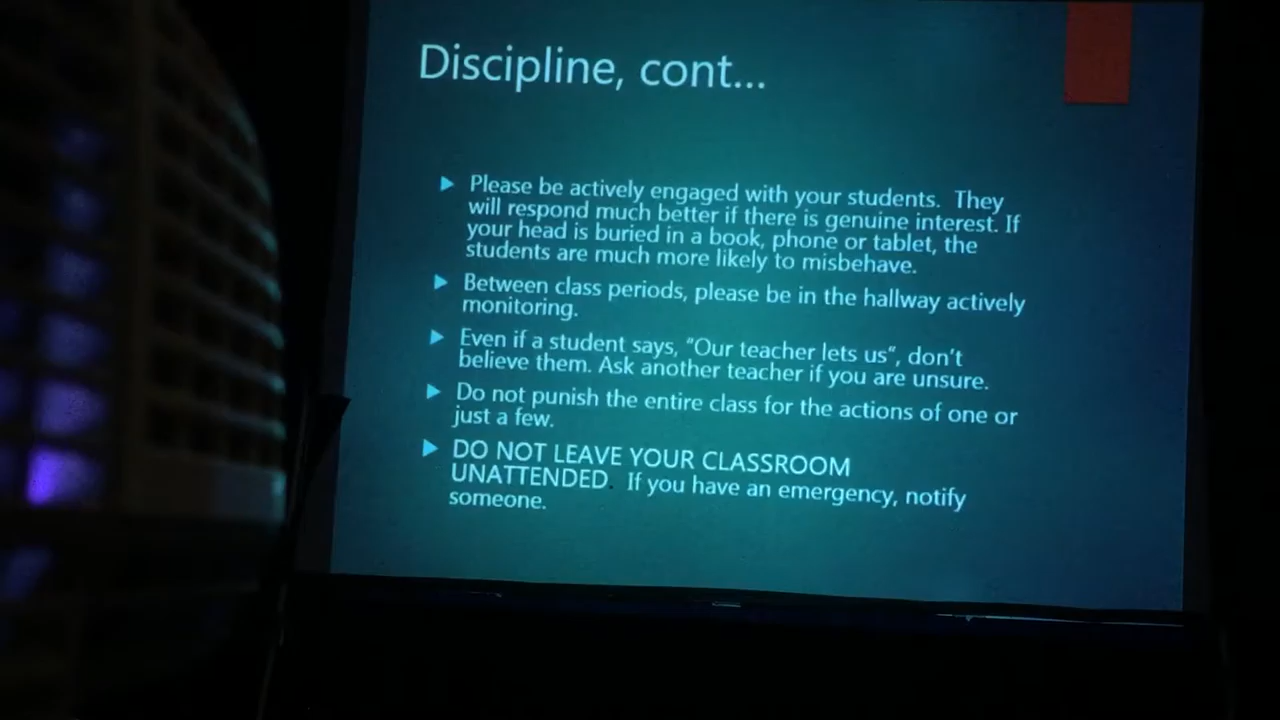 Discipline, cont...
Please be actively engaged with your students. They
will respond much better if there is genuine interest. If
your head is buried in a book, phone or tablet, the
students are much more likely to misbehave.
Between class periods, please be in the hallway actively
monitoring.
Even if a student says, "Our teacher lets us", don't
believe them. Ask another teacher if you are unsure.
Do not punish the entire class for the actions of one or
just a few.
DO NOT LEAVE YOUR CLASSROOM
UNATTENDED. If you have an emergency, notify
someone.